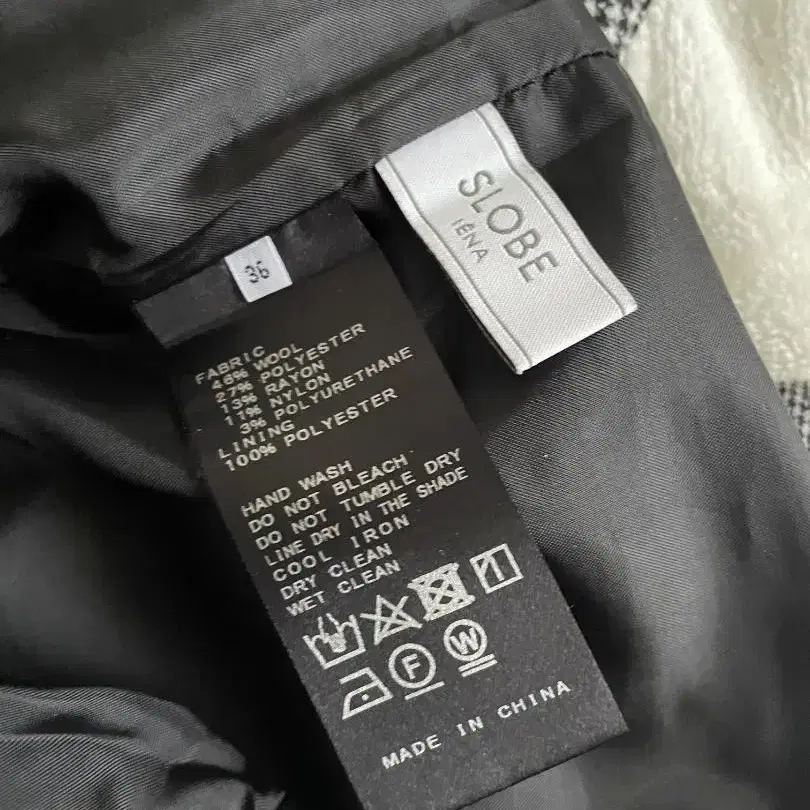 SLOBE
IÉNA
36
FABRIC
46% WOOL
27% POLYESTER
13% RAYON
11% NYLON
3% POLYURETHANE
LINING
100% POLYESTER
HAND WASH
DO NOT BLEACH
DO NOT TUMBLE DRY
LINE DRY IN THE SHADE
COOL IRON
DRY CLEAN
WET CLEAN
F W
MADE IN CHINA